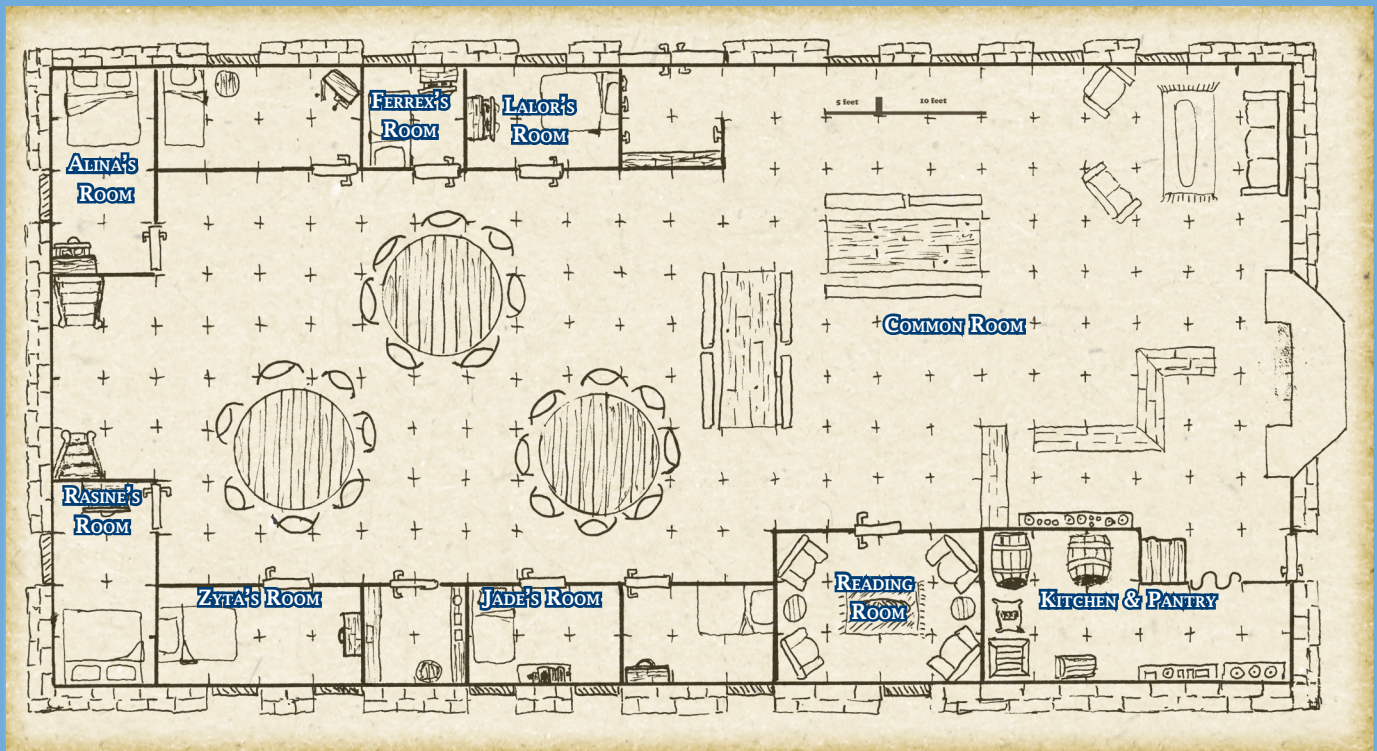 5 feet
10 feet
Ferrex's
Room
Lalor's
Room
Alina's
Room
Common Room
Rasine's
Room
Zyta's Room
Jade's Room
Reading
Room
Kitchen & Pantry